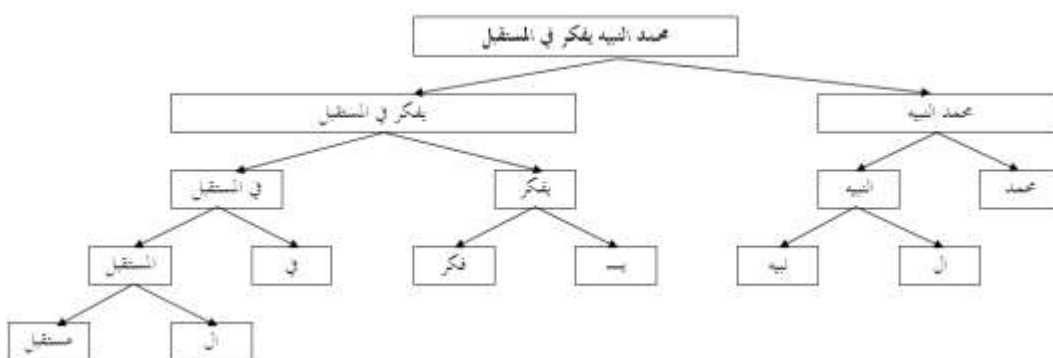 محمد النبيه يفكر في المستقبل
محمد النبيه
يفكر في المستقبل
محمد
النبيه
يفكر
في المستقبل
ال
نبيه
يـ
فكر
في
المستقبل
ال
مستقبل